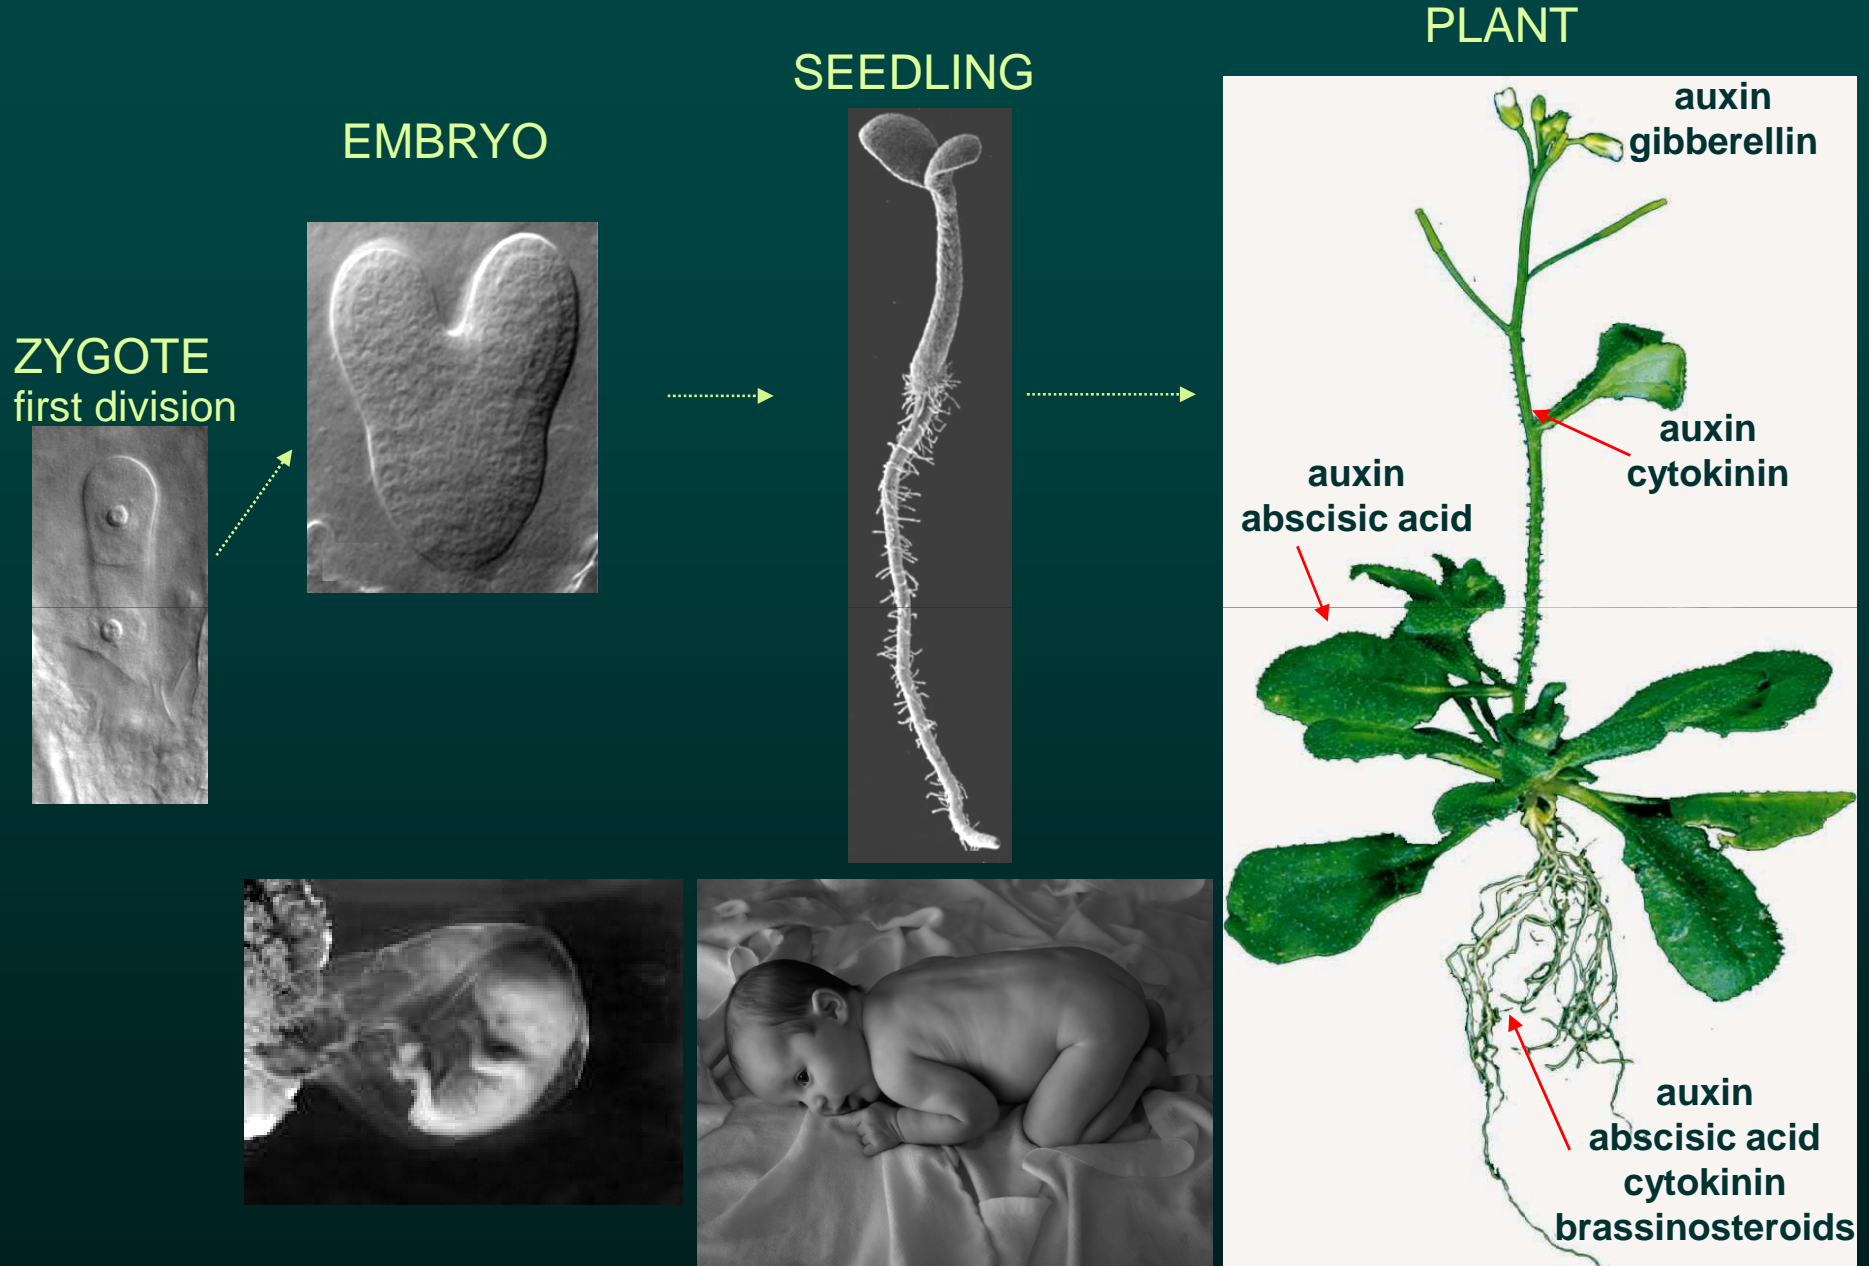 ZYGOTE
first division
EMBRYO
SEEDLING
PLANT
auxin
gibberellin
auxin
cytokinin
auxin
abscisic acid
auxin
abscisic acid
cytokinin
brassinosteroids